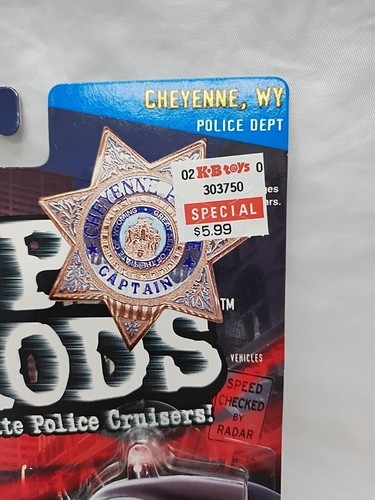 CHEYENNE, WY
POLICE DEPT
02 K·B toys 0
303750
SPECIAL
$5.99
CHEYENNE
CAPTAIN
™
RODS
VEHICLES
te Police Cruisers!
SPEED
CHECKED
BY
RADAR